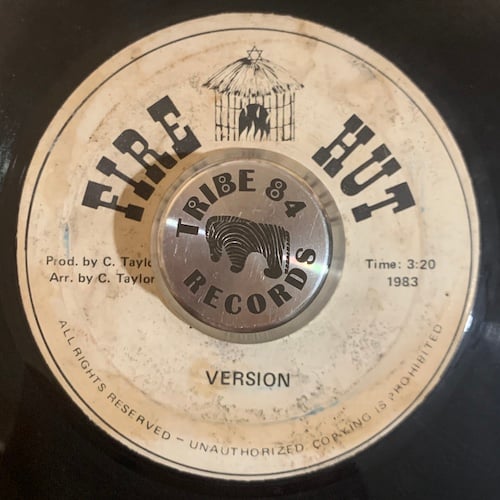 FIRE HUT
TRIBE 84
RECORDS
Prod. by C. Taylo
Arr. by C. Taylor
Time: 3:20
1983
VERSION
ALL RIGHTS RESERVED – UNAUTHORIZED COPYING IS PROHIBITED